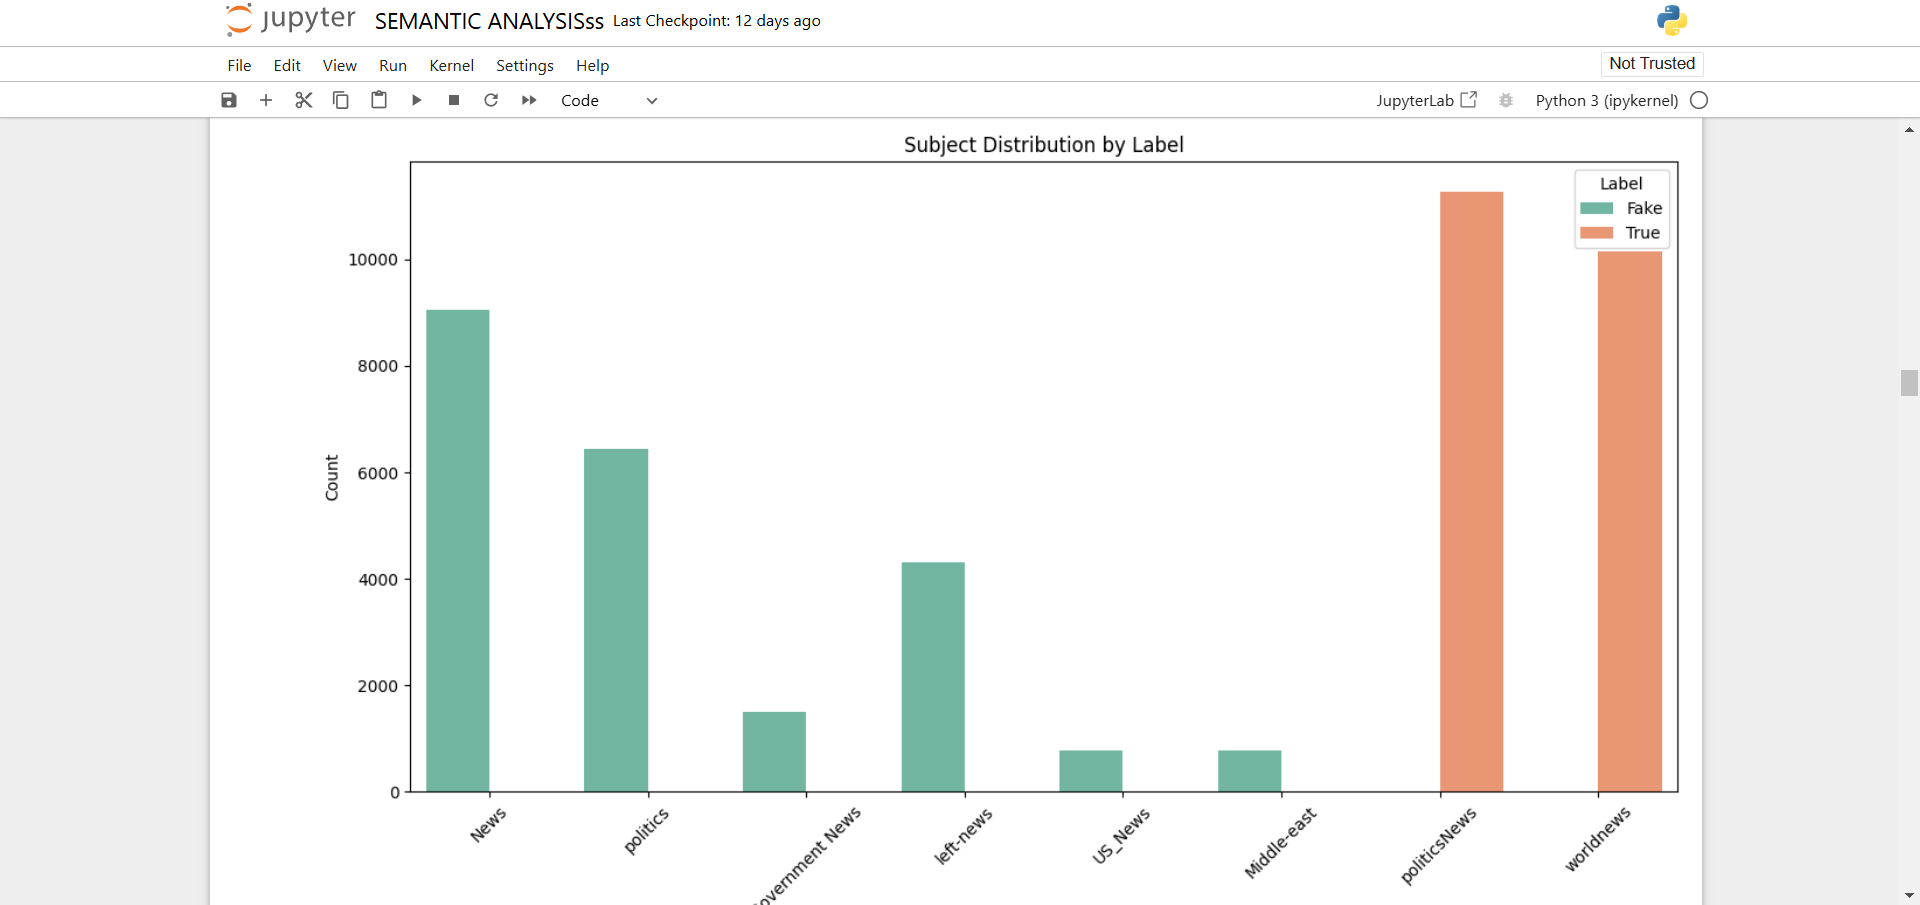 jupyter SEMANTIC ANALYSISss Last Checkpoint: 12 days ago
File Edit View Run Kernel Settings Help Not Trusted
Code JupyterLab Python 3 (ipykernel)
Subject Distribution by Label
Label
Fake
True
10000
8000
6000
4000
2000
0
Count
News
politics
News
left-news
US_News
Middle-east
politicsNews
worldnews